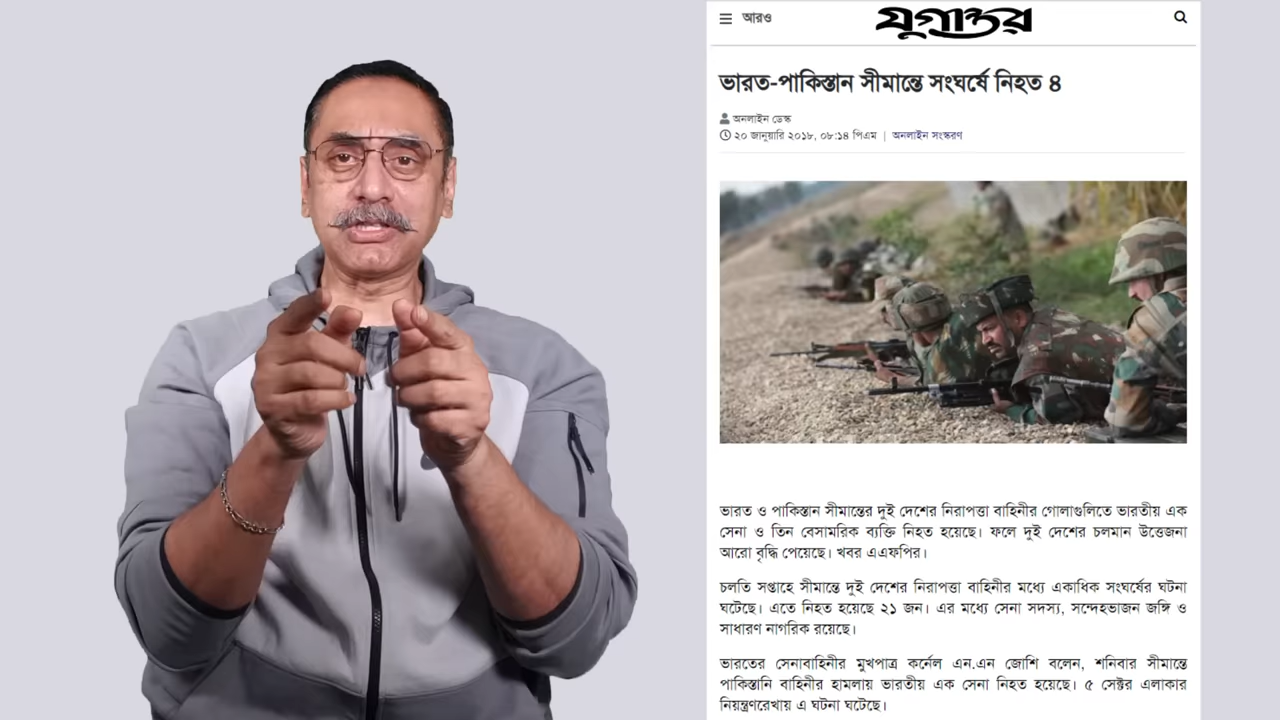 আরও
যুগান্তর
ভারত-পাকিস্তান সীমান্তে সংঘর্ষে নিহত ৪
অনলাইন ডেস্ক
২০ জানুয়ারি ২০১৮, ০৮:১৪ পিএম | অনলাইন সংস্করণ
ভারত ও পাকিস্তান সীমান্তের দুই দেশের নিরাপত্তা বাহিনীর গোলাগুলিতে ভারতীয় এক
সেনা ও তিন বেসামরিক ব্যক্তি নিহত হয়েছে। ফলে দুই দেশের চলমান উত্তেজনা
আরো বৃদ্ধি পেয়েছে। খবর এএফপির।
চলতি সপ্তাহে সীমান্তে দুই দেশের নিরাপত্তা বাহিনীর মধ্যে একাধিক সংঘর্ষের ঘটনা
ঘটেছে। এতে নিহত হয়েছে ২১ জন। এর মধ্যে সেনা সদস্য, সন্দেহভাজন জঙ্গি ও
সাধারণ নাগরিক রয়েছে।
ভারতের সেনাবাহিনীর মুখপাত্র কর্নেল এন.এন জোশি বলেন, শনিবার সীমান্তে
পাকিস্তানি বাহিনীর হামলায় ভারতীয় এক সেনা নিহত হয়েছে। ৫ সেক্টর এলাকার
নিয়ন্ত্রণরেখায় এ ঘটনা ঘটেছে।